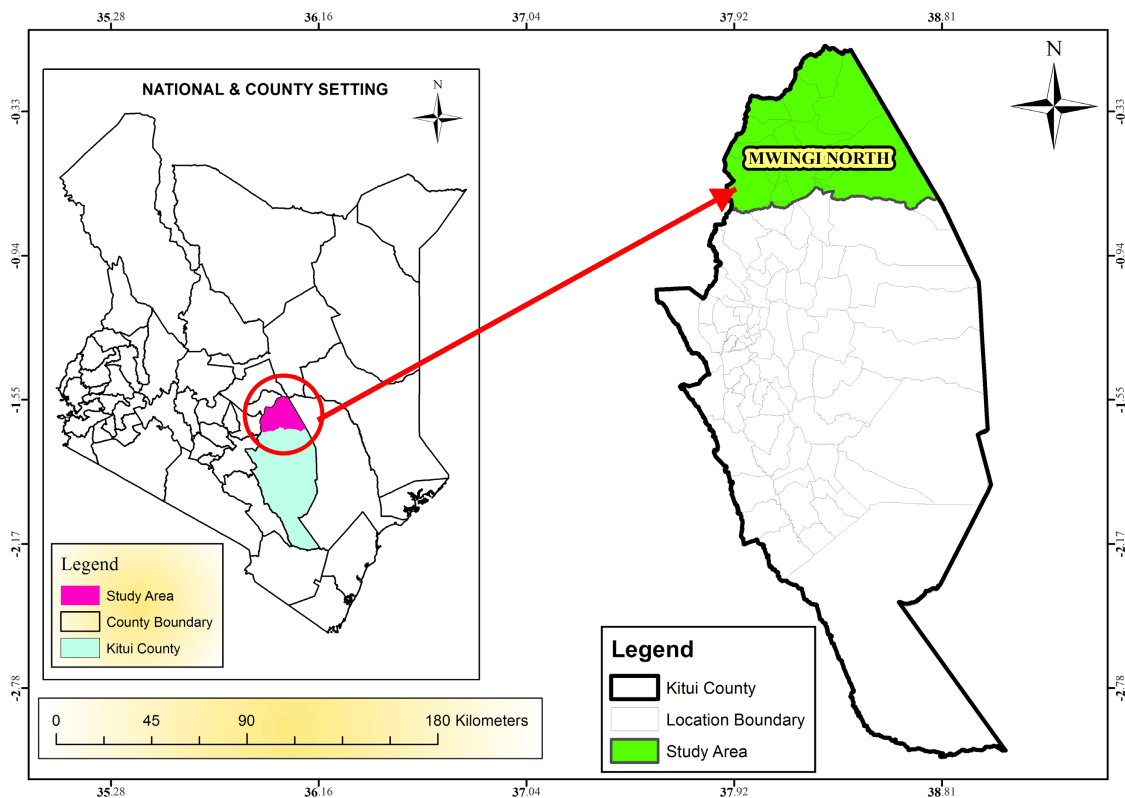 35.28 36.16 37.04 37.92 38.81
NATIONAL & COUNTY SETTING
N
N
-0.33
-0.94
-1.55
-2.17
-2.78
-0.33
-0.94
-1.55
-2.17
-2.78
MWINGI NORTH
Legend
Study Area
County Boundary
Kitui County
0 45 90 180 Kilometers
Legend
Kitui County
Location Boundary
Study Area
35.28 36.16 37.04 37.92 38.81